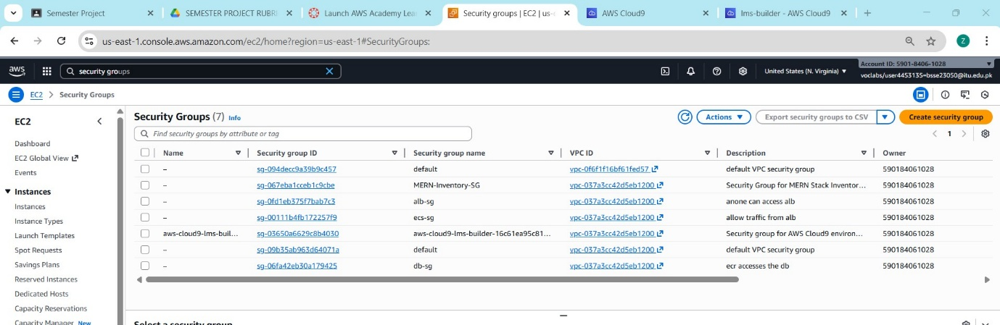 Semester Project
SEMESTER PROJECT RUBRI
Launch AWS Academy Lea
Security groups | EC2 | us-e
AWS Cloud9
lms-builder - AWS Cloud9
us-east-1.console.aws.amazon.com/ec2/home?region=us-east-1#SecurityGroups:
Z
aws
security groups
United States (N. Virginia)
Account ID: 5901-8406-1028
voclabs/user4453135=bsse23050@itu.edu.pk
EC2 > Security Groups
EC2
Dashboard
EC2 Global View
Events
Instances
Instances
Instance Types
Launch Templates
Spot Requests
Savings Plans
Reserved Instances
Dedicated Hosts
Capacity Reservations
Capacity Manager New
Security Groups (7) Info
Actions
Export security groups to CSV
Create security group
Find security groups by attribute or tag
1
Name Security group ID Security group name VPC ID Description Owner
– sg-094decc9a39b9c457 default vpc-0f6f1f16bf61fed57 default VPC security group 590184061028
– sg-067eba1cceb1c9cbe MERN-Inventory-SG vpc-037a3cc42d5eb1200 Security Group for MERN Stack Inventor... 590184061028
– sg-0fd1eb375f7bab7c3 alb-sg vpc-037a3cc42d5eb1200 anone can access alb 590184061028
– sg-00111b4fb172257f9 ecs-sg vpc-037a3cc42d5eb1200 allow traffic from alb 590184061028
aws-cloud9-lms-buil... sg-03650a6629c8b4030 aws-cloud9-lms-builder-16c61ea95c81... vpc-037a3cc42d5eb1200 Security group for AWS Cloud9 environ... 590184061028
– sg-09b35ab963d64071a default vpc-037a3cc42d5eb1200 default VPC security group 590184061028
– sg-06fa42eb30a179425 db-sg vpc-037a3cc42d5eb1200 ecr accesses the db 590184061028
Select a security group